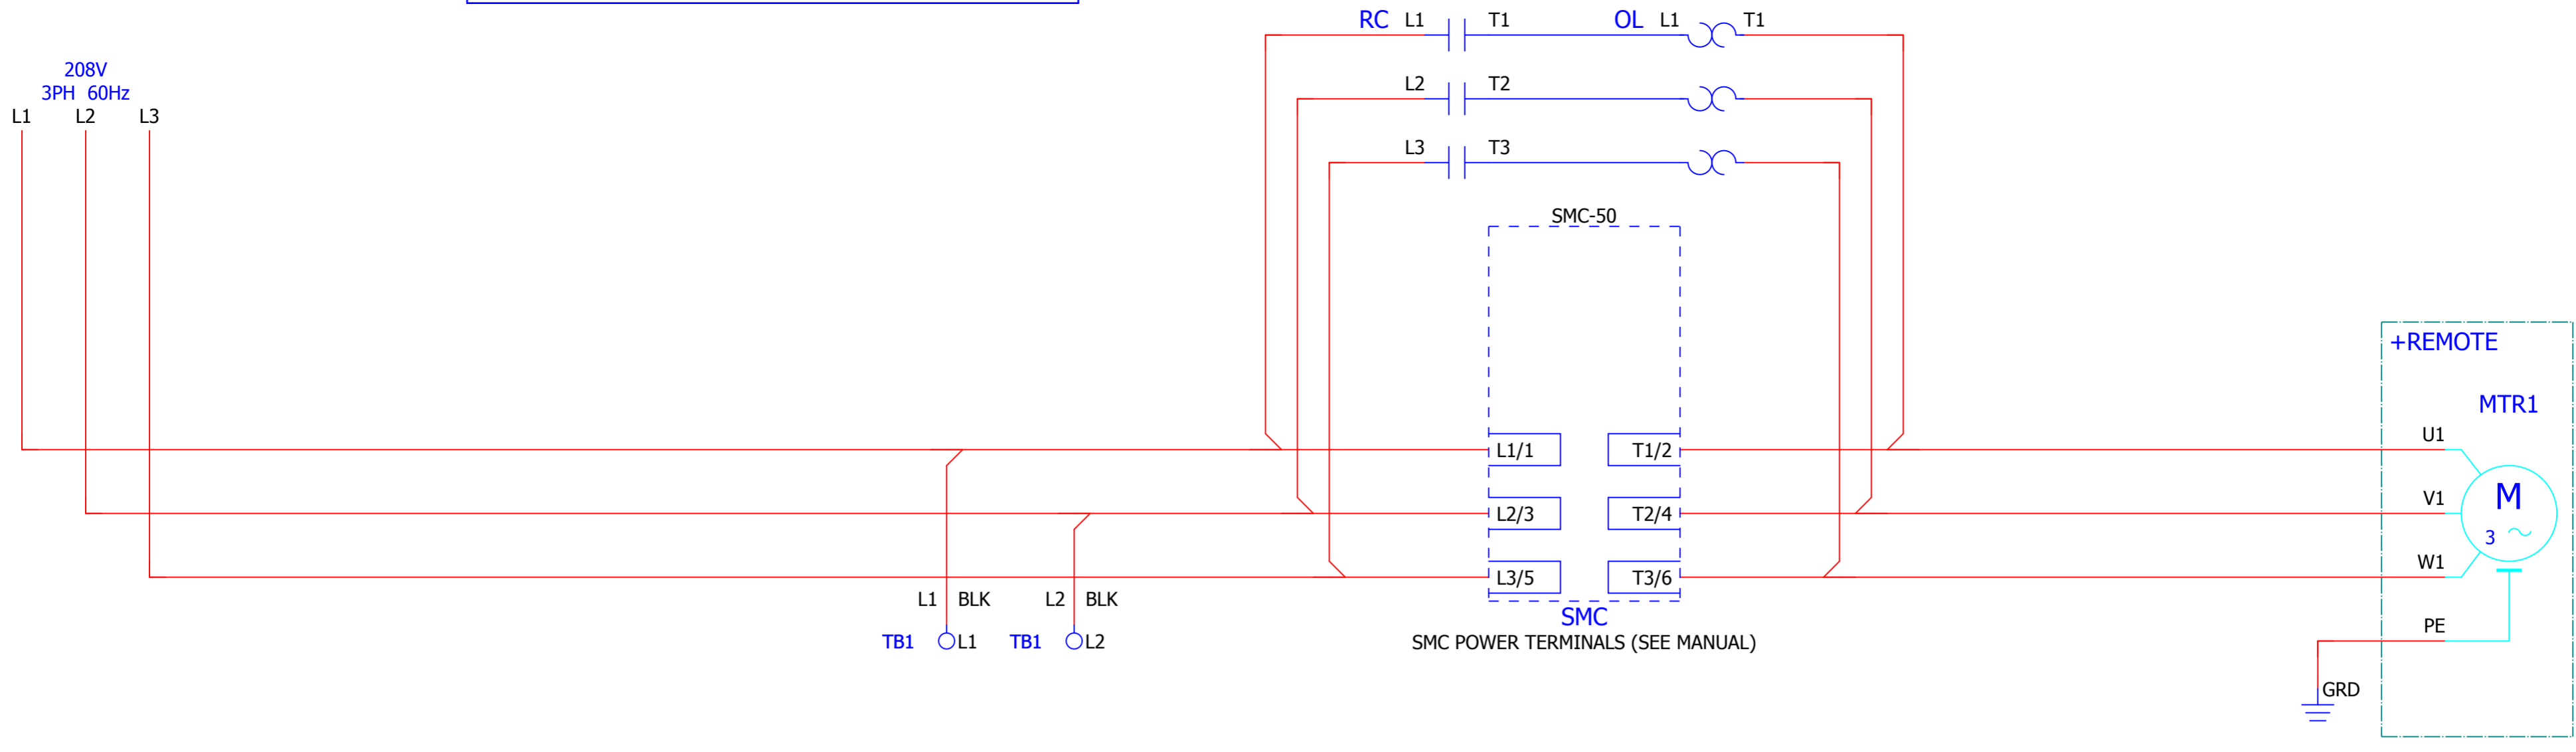 RC L1 T1 OL L1 T1
208V
3PH 60Hz
L1 L2 L3
L2 T2
L3 T3
SMC-50
+REMOTE
MTR1
U1
L1/1 T1/2
V1
M
3
L2/3 T2/4
W1
L3/5 T3/6
L1 BLK L2 BLK
SMC
PE
TB1 L1 TB1 L2
SMC POWER TERMINALS (SEE MANUAL)
GRD